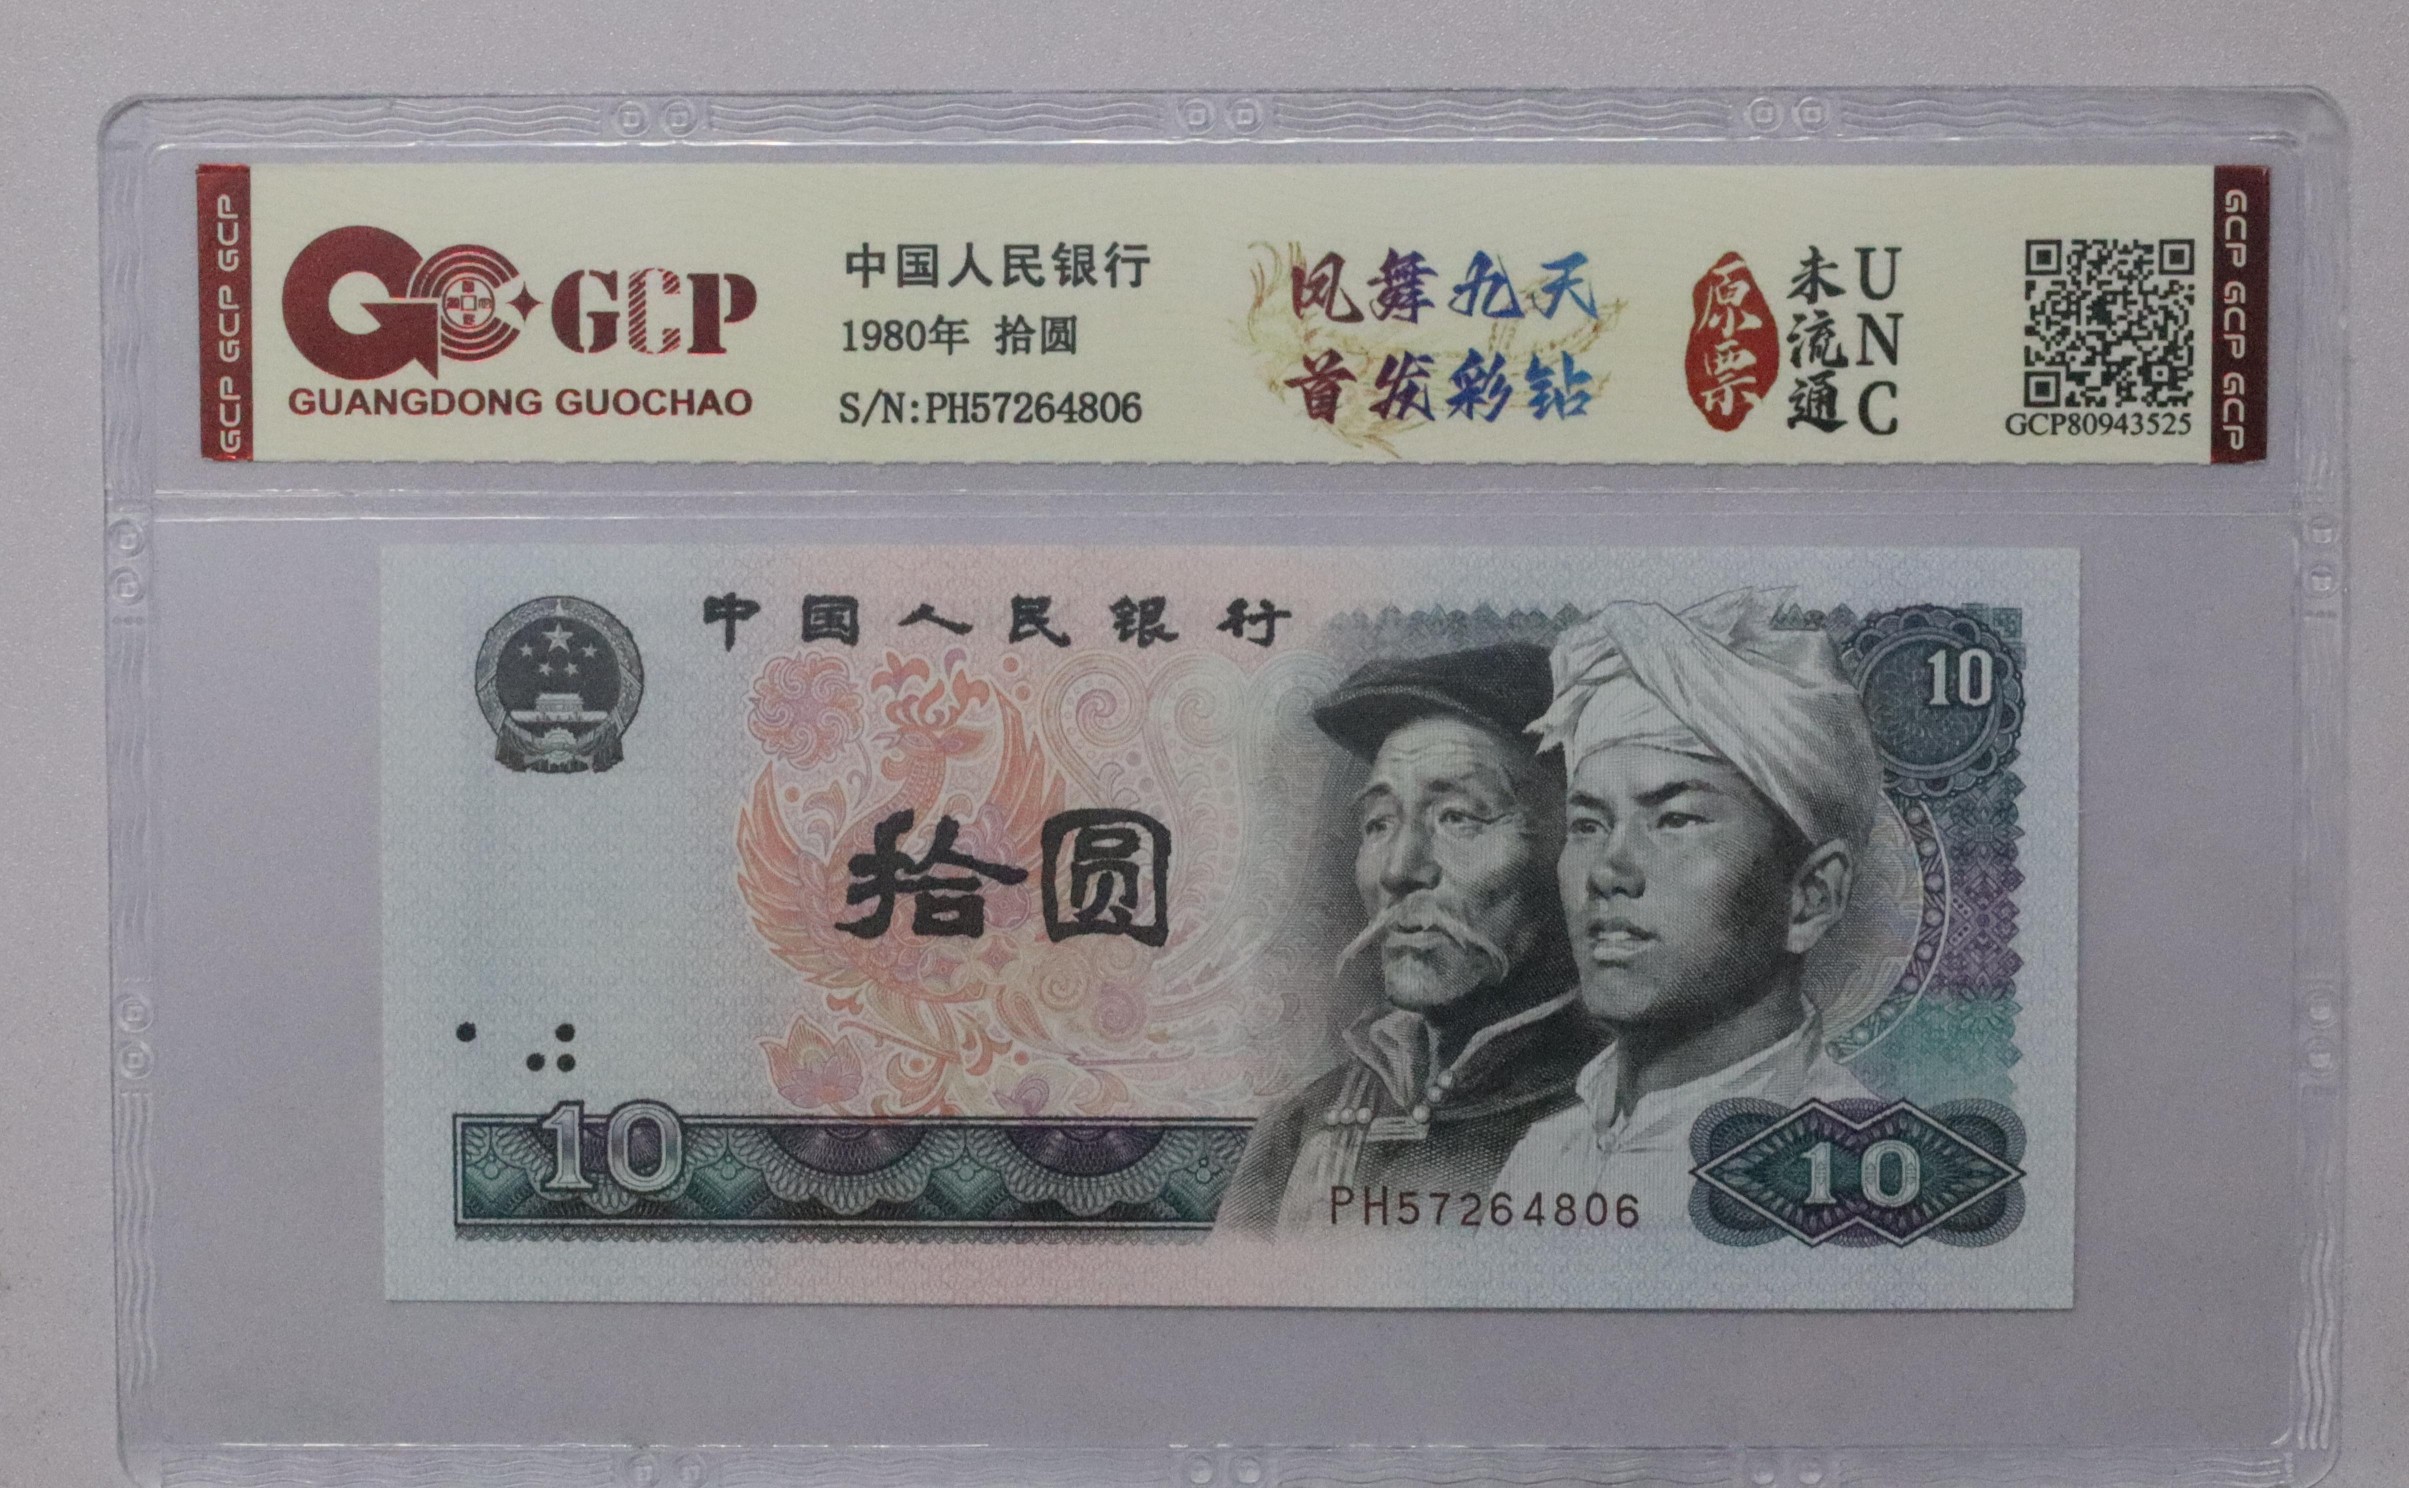 GCP GCP GCP
GCP
GUANGDONG GUOCHAO
中国人民银行
1980年 拾圆
S/N:PH57264806
凤舞九天
首发彩钻
原票
未流通
UNC
GCP80943525
GCP GCP GCP
中国人民银行
10
拾圆
10
PH57264806
10